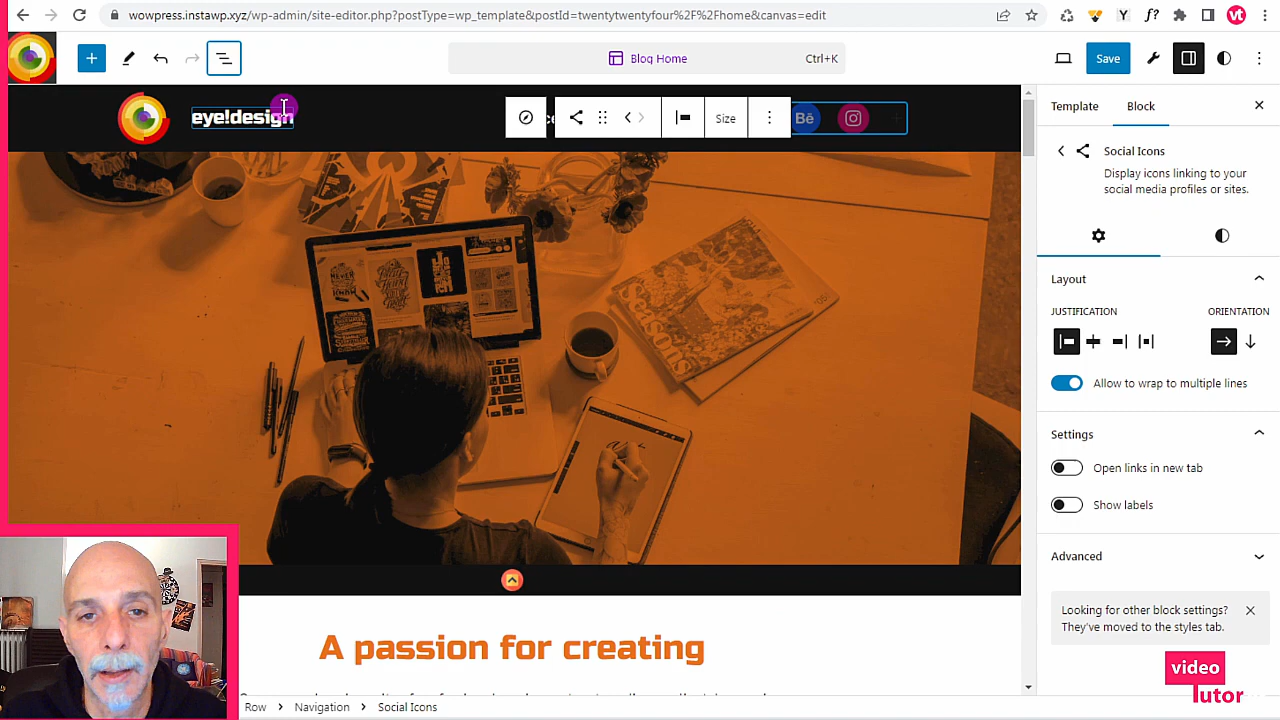 wowpress.instawp.xyz/wp-admin/site-editor.php?postType=wp_template&postId=twentytwentyfour%2F%2Fhome&canvas=edit
Blog Home
Ctrl+K
Save
eye!design
Size
Bē
Template
Block
Social Icons
Display icons linking to your
social media profiles or sites.
Layout
JUSTIFICATION
ORIENTATION
Allow to wrap to multiple lines
Settings
Open links in new tab
Show labels
Advanced
Looking for other block settings?
They've moved to the styles tab.
A passion for creating
Row
Navigation
Social Icons
video
Tutor